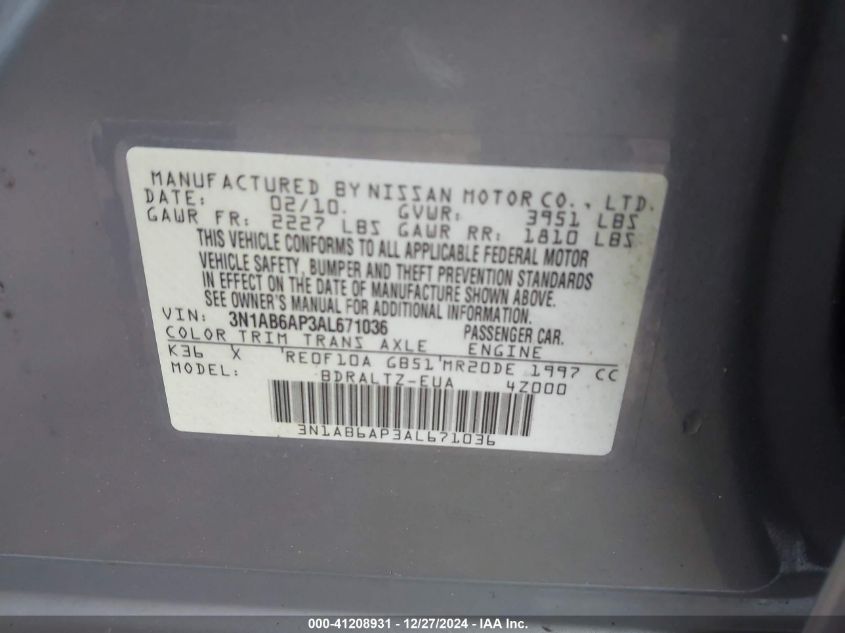 MANUFACTURED BY NISSAN MOTOR CO., LTD.
DATE: 02/10. GVWR: 3951 LBS
GAWR FR: 2227 LBS GAWR RR: 1810 LBS
THIS VEHICLE CONFORMS TO ALL APPLICABLE FEDERAL MOTOR
VEHICLE SAFETY, BUMPER AND THEFT PREVENTION STANDARDS
IN EFFECT ON THE DATE OF MANUFACTURE SHOWN ABOVE.
SEE OWNER'S MANUAL FOR ADDITIONAL INFORMATION.
VIN: 3N1AB6AP3AL671036 PASSENGER CAR.
COLOR TRIM TRANS AXLE ENGINE
K36 X 'RE0F10A GB51'MR20DE 1997 CC
MODEL: BDRALTZ-EUA 4Z000
3N1AB6AP3AL671036
000-41208931 - 12/27/2024 - IAA Inc.